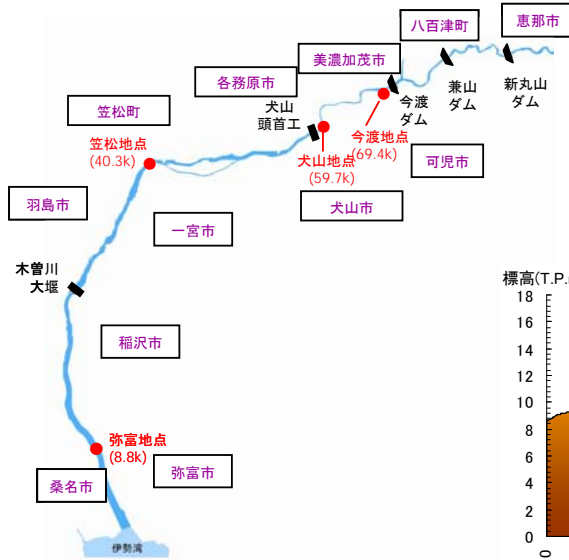 恵那市
八百津町
美濃加茂市
各務原市
犬山
頭首工
今渡
ダム
兼山
ダム
新丸山
ダム
笠松町
笠松地点
(40.3k)
犬山地点
(59.7k)
今渡地点
(69.4k)
可児市
犬山市
羽島市
一宮市
木曽川
大堰
稲沢市
弥富地点
(8.8k)
桑名市
弥富市
伊勢湾
標高(T.P.
18
16
14
12
10
8
6
4
2
0
0